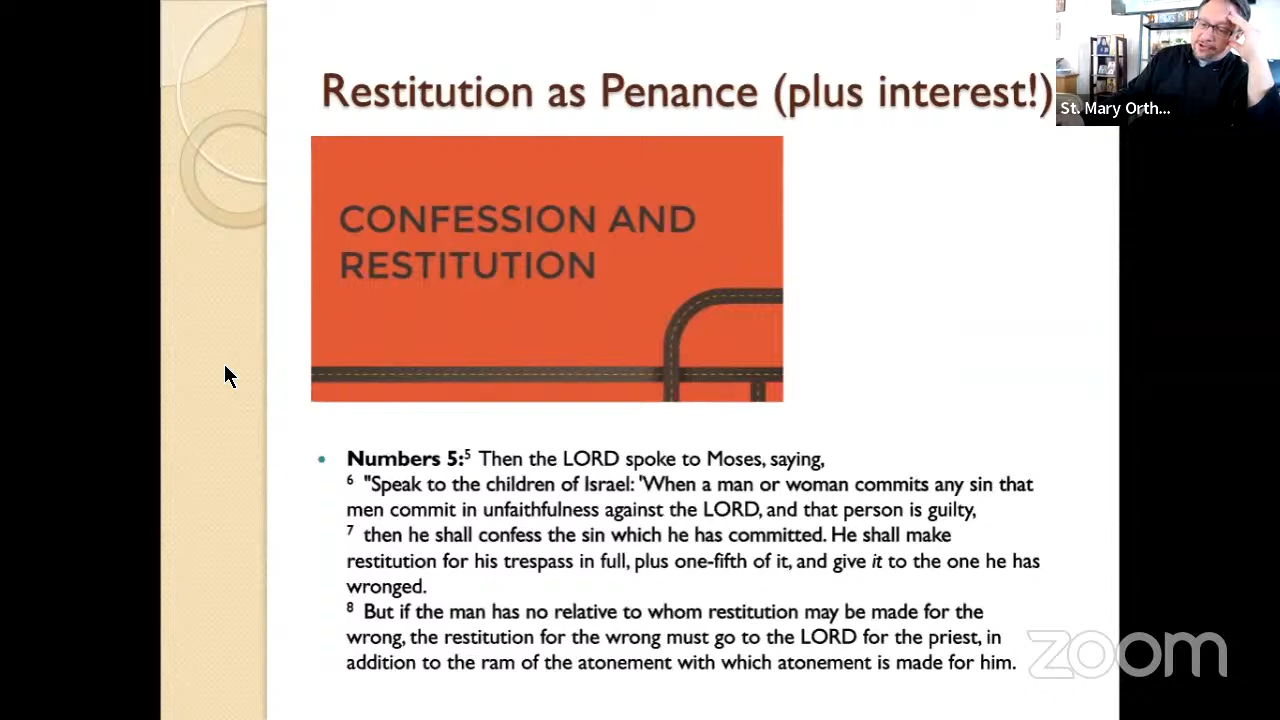 Restitution as Penance (plus interest!)
St. Mary Orth...
CONFESSION AND
RESTITUTION
• Numbers 5:⁵ Then the LORD spoke to Moses, saying,
⁶ "Speak to the children of Israel: 'When a man or woman commits any sin that
men commit in unfaithfulness against the LORD, and that person is guilty,
⁷ then he shall confess the sin which he has committed. He shall make
restitution for his trespass in full, plus one-fifth of it, and give it to the one he has
wronged.
⁸ But if the man has no relative to whom restitution may be made for the
wrong, the restitution for the wrong must go to the LORD for the priest, in
addition to the ram of the atonement with which atonement is made for him.
zoom